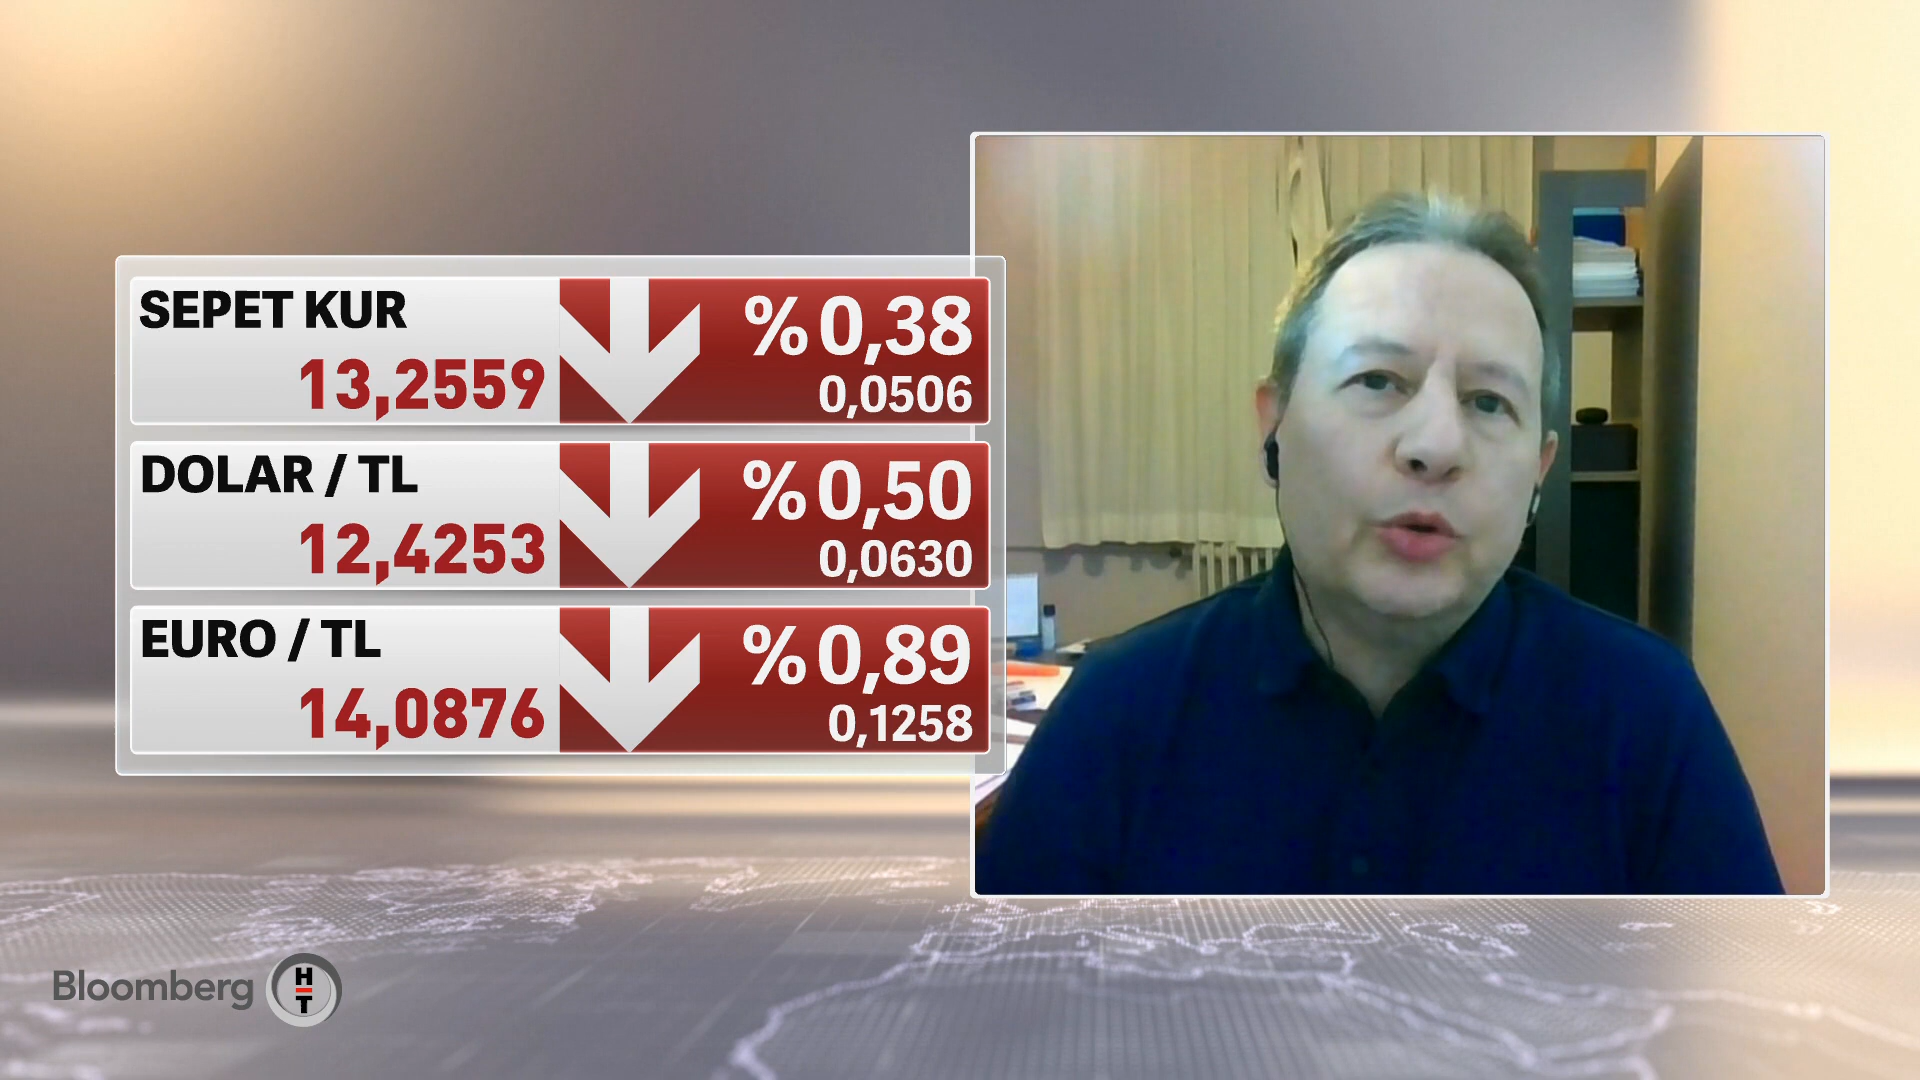 SEPET KUR
13,2559
%0,38
0,0506
DOLAR / TL
12,4253
%0,50
0,0630
EURO / TL
14,0876
%0,89
0,1258
Bloomberg HT